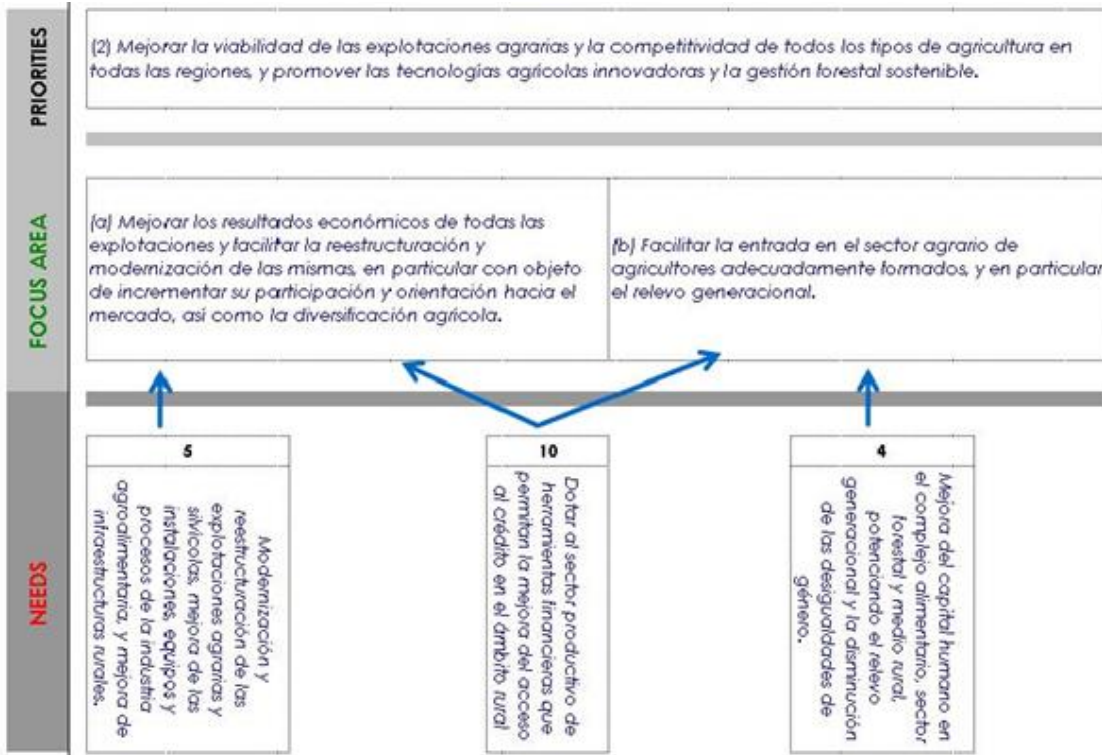 PRIORITIES
(2) Mejorar la viabilidad de las explotaciones agrarias y la competitividad de todos los tipos de agricultura en
todas las regiones, y promover las tecnologías agrícolas innovadoras y la gestión forestal sostenible.
FOCUS AREA
(a) Mejorar los resultados económicos de todas las
explotaciones y facilitar la reestructuración y
modernización de las mismas, en particular con objeto
de incrementar su participación y orientación hacia el
mercado, así como la diversificación agrícola.
(b) Facilitar la entrada en el sector agrario de
agricultores adecuadamente formados, y en particular
el relevo generacional.
NEEDS
5
Modernización y
reestructuración de las
explotaciones agrarias y
silvícolas, mejora de las
instalaciones, equipos y
procesos de la industria
agroalimentaria, y mejora de
infraestructuras rurales.
10
Dotar al sector productivo de
herramientas financieras que
permitan la mejora del acceso
al crédito en el ámbito rural
4
Mejora del capital humano en
el complejo alimentario, sector
forestal y medio rural,
potenciando el relevo
generacional y la disminución
de las desigualdades de
género.